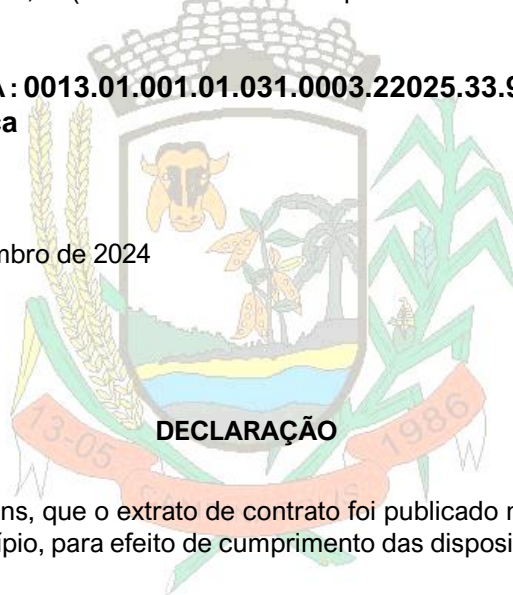 A: 0013.01.001.01.031.0003.22025.33.9
ca
mbro de 2024
DECLARAÇÃO
13-05 1986
ns, que o extrato de contrato foi publicado
ípio, para efeito de cumprimento das disposi